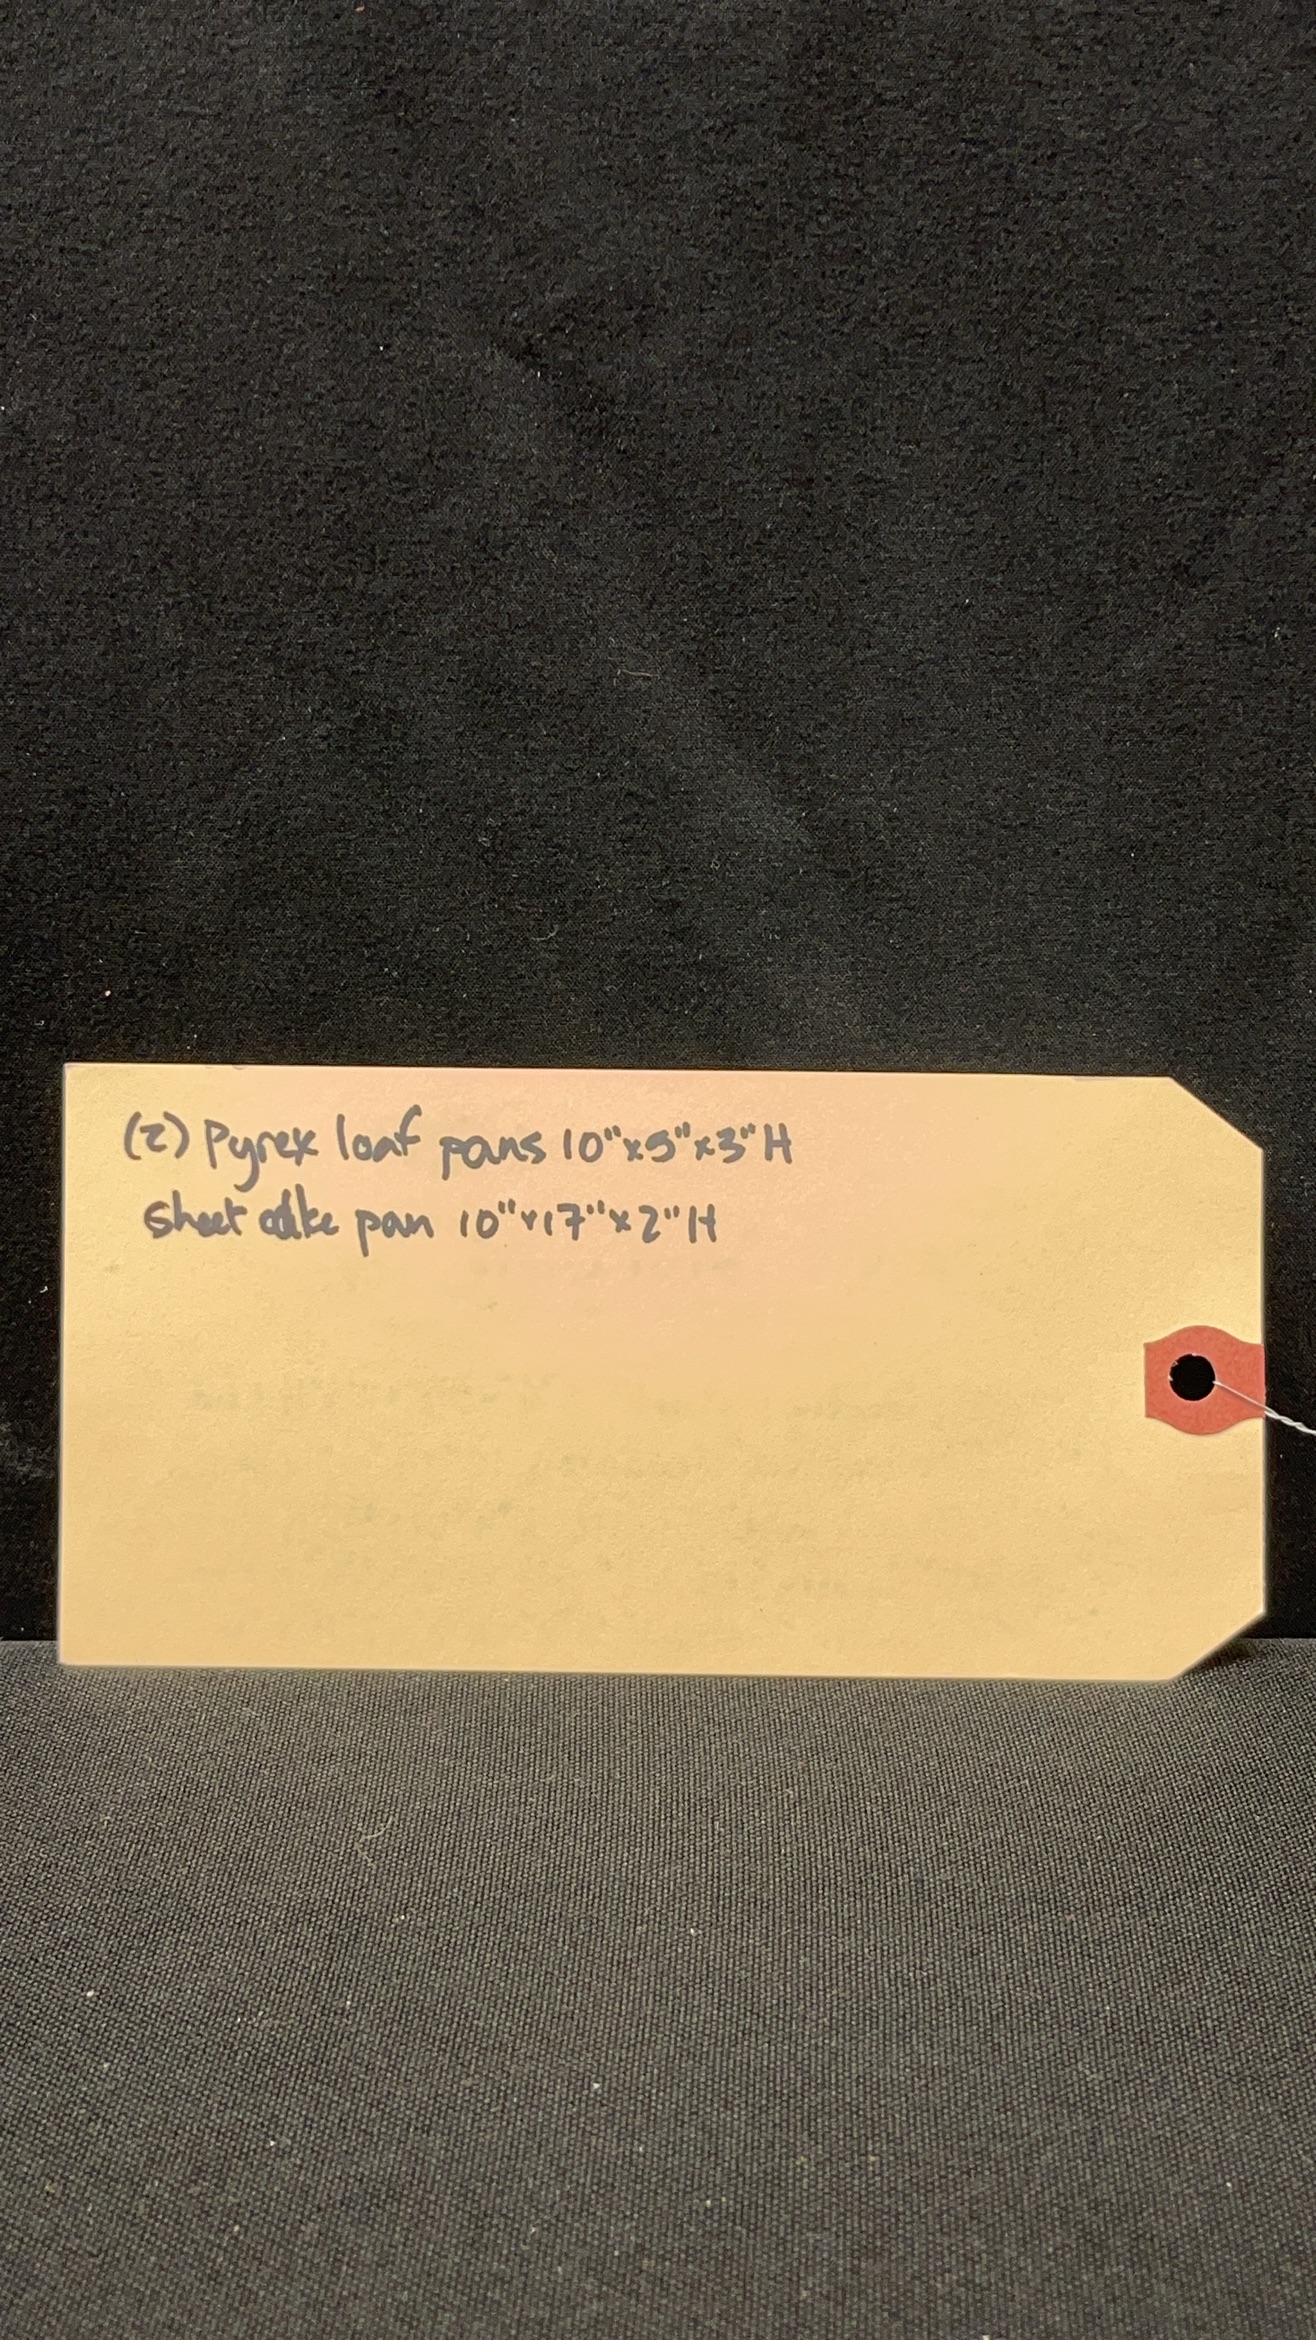 (2) Pyrex loaf pans 10"x5"x3"H
Sheet cake pan 10"x17"x2"H